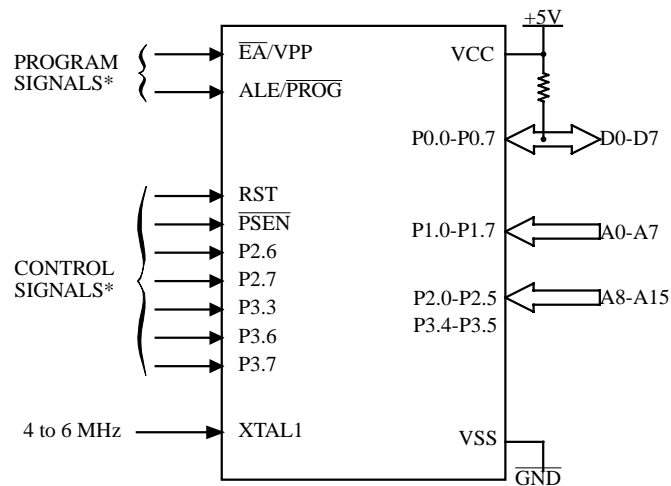 +5V
PROGRAM
SIGNALS*
EA/VPP
ALE/PROG
VCC
P0.0-P0.7
D0-D7
CONTROL
SIGNALS*
RST
PSEN
P2.6
P2.7
P3.3
P3.6
P3.7
P1.0-P1.7
A0-A7
P2.0-P2.5
P3.4-P3.5
A8-A15
4 to 6 MHz
XTAL1
VSS
GND